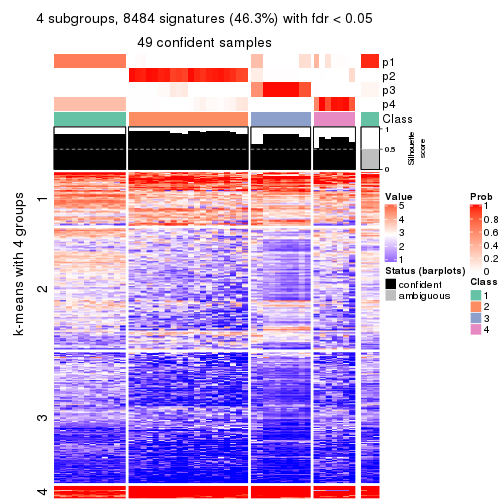 4 subgroups, 8484 signatures (46.3%) with fdr < 0.05
49 confident samples
p1
p2
p3
p4
Class
1
0.5
0
Silhouette
score
k-means with 4 groups
1
2
3
4
Value
5
4
3
2
1
Status (barplots)
confident
ambiguous
Prob
1
0.8
0.6
0.4
0.2
0
Class
1
2
3
4